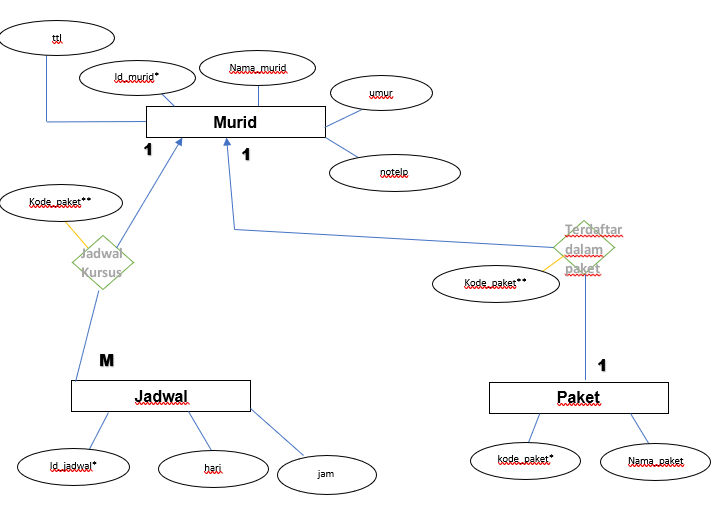 ttl
Id_murid*
Nama_murid
umur
Murid
1
1
notelp
Kode_paket**
Jadwal
Kursus
Terdaftar
dalam
paket
Kode_paket**
M
1
Jadwal
Paket
Id_jadwal*
hari
jam
kode_paket*
Nama_paket